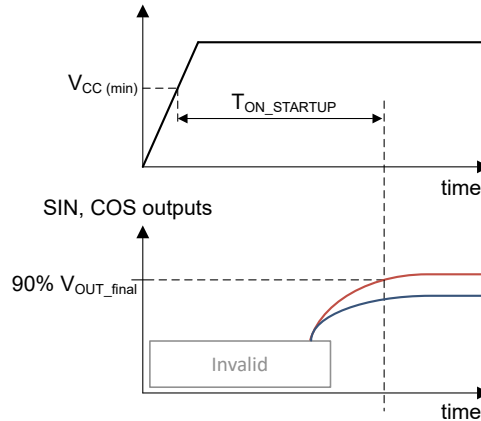 VCC (min)
TON_STARTUP
time
SIN, COS outputs
90% VOUT_final
Invalid
time